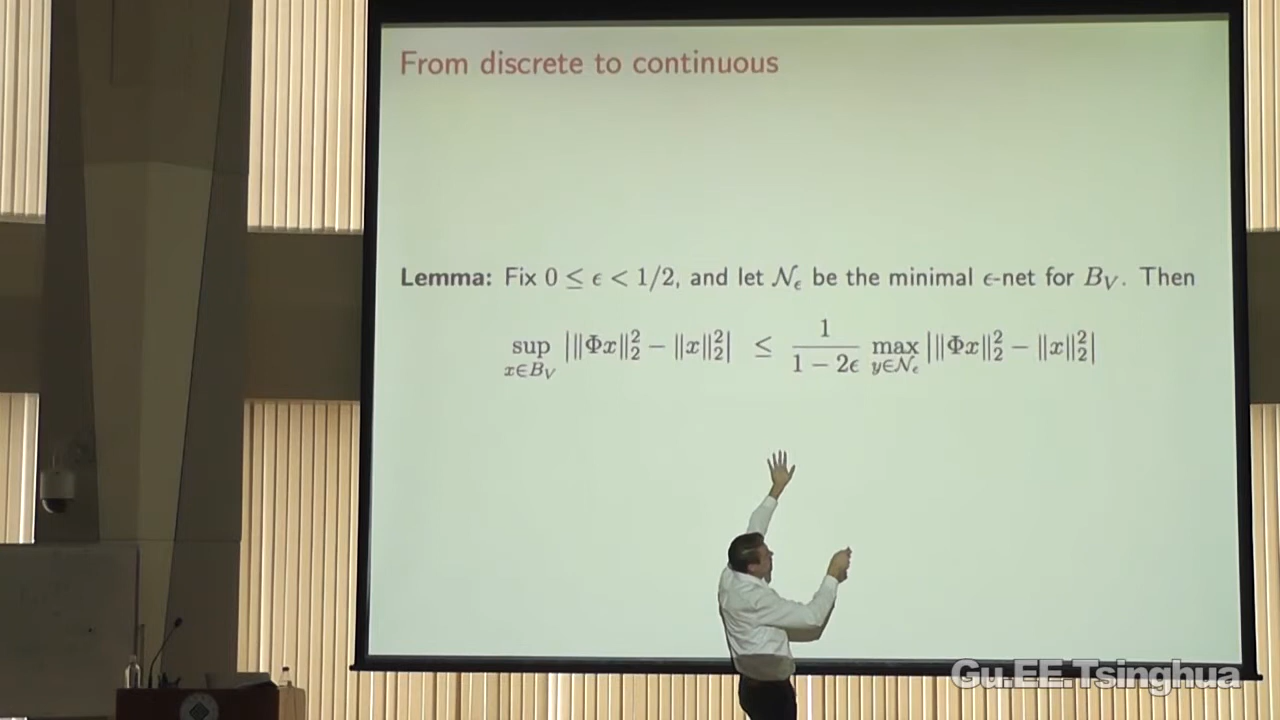 From discrete to continuous
Lemma: Fix 0 ≤ ϵ < 1/2, and let 𝒩_ϵ be the minimal ϵ-net for B_V. Then
sup_{x∈B_V} |‖Φx‖₂² − ‖x‖₂²| ≤ \frac{1}{1 − 2ϵ} max_{y∈𝒩_ϵ} |‖Φx‖₂² − ‖x‖₂²|
Gu.EE.Tsinghua